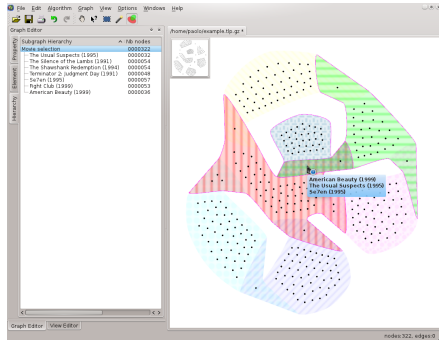 File Edit Algorithm Graph View Options Windows Help
Graph Editor
/home/paolo/example.tlp.gz *
Property
Element
Hierarchy
Subgraph Hierarchy Nb nodes
Movie selection 0000322
The Usual Suspects (1995) 0000032
The Silence of the Lambs (1991) 0000054
The Shawshank Redemption (1994) 0000054
Terminator 2: Judgment Day (1991) 0000048
Se7en (1995) 0000057
Fight Club (1999) 0000053
American Beauty (1999) 0000036
American Beauty (1999)
The Usual Suspects (1995)
Se7en (1995)
Graph Editor View Editor
nodes:322, edges:0